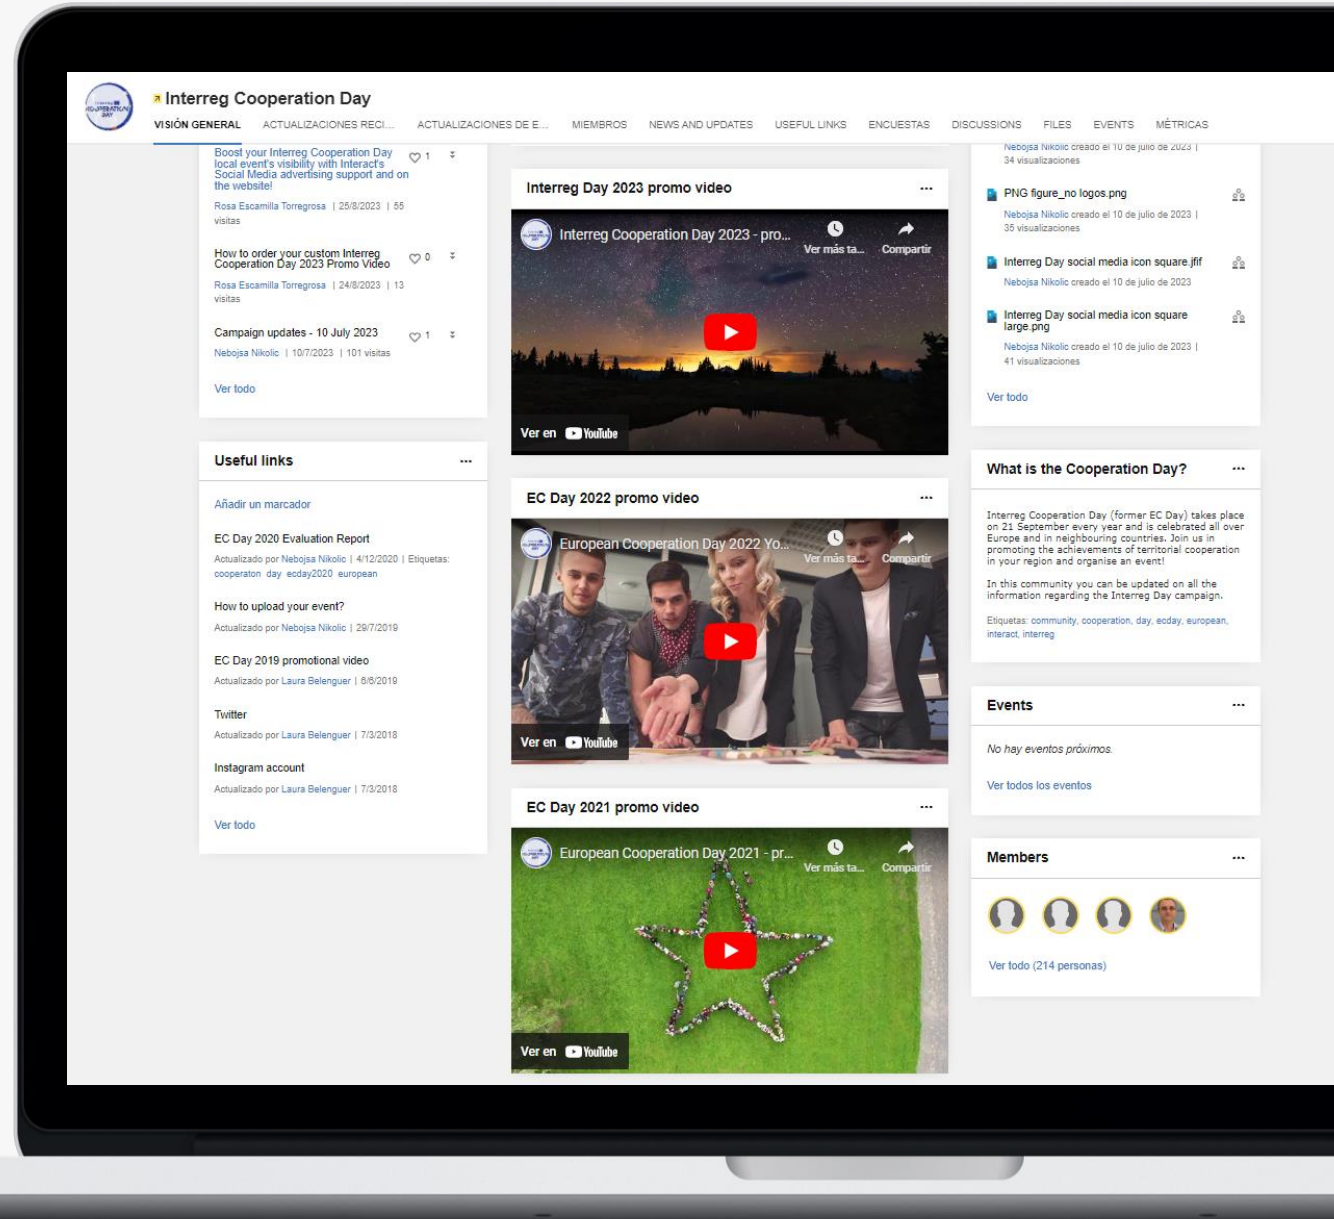 Interreg Cooperation Day
VISIÓN GENERAL ACTUALIZACIONES RECI... ACTUALIZACIONES DE E... MIEMBROS NEWS AND UPDATES USEFUL LINKS ENCUESTAS DISCUSSIONS FILES EVENTS MÉTRICAS
Boost your Interreg Cooperation Day
local event's visibility with Interact's
Social Media advertising support and on
the website!
1
Rosa Escamilla Torregrosa | 25/8/2023 | 55
visitas
How to order your custom Interreg
Cooperation Day 2023 Promo Video
0
Rosa Escamilla Torregrosa | 24/8/2023 | 13
visitas
Campaign updates - 10 July 2023
1
Nebojsa Nikolic | 10/7/2023 | 101 visitas
Ver todo
Useful links
Añadir un marcador
EC Day 2020 Evaluation Report
Actualizado por Nebojsa Nikolic | 4/12/2020 | Etiquetas:
cooperaton day ecday2020 european
How to upload your event?
Actualizado por Nebojsa Nikolic | 29/7/2019
EC Day 2019 promotional video
Actualizado por Laura Belenguer | 6/6/2019
Twitter
Actualizado por Laura Belenguer | 7/3/2018
Instagram account
Actualizado por Laura Belenguer | 7/3/2018
Ver todo
Interreg Day 2023 promo video
Interreg Cooperation Day 2023 - pro...
Ver más ta... Compartir
Ver en YouTube
EC Day 2022 promo video
European Cooperation Day 2022 Yo...
Ver más ta... Compartir
Ver en YouTube
EC Day 2021 promo video
European Cooperation Day 2021 - pr...
Ver más ta... Compartir
Ver en YouTube
Nebojsa Nikolic creado el 10 de julio de 2023 |
34 visualizaciones
PNG figure_no logos.png
Nebojsa Nikolic creado el 10 de julio de 2023 |
35 visualizaciones
Interreg Day social media icon square.jfif
Nebojsa Nikolic creado el 10 de julio de 2023
Interreg Day social media icon square
large.png
Nebojsa Nikolic creado el 10 de julio de 2023 |
41 visualizaciones
Ver todo
What is the Cooperation Day?
Interreg Cooperation Day (former EC Day) takes place
on 21 September every year and is celebrated all over
Europe and in neighbouring countries. Join us in
promoting the achievements of territorial cooperation
in your region and organise an event!
In this community you can be updated on all the
information regarding the Interreg Day campaign.
Etiquetas: community, cooperation, day, ecday, european,
interact, interreg
Events
No hay eventos próximos.
Ver todos los eventos
Members
Ver todo (214 personas)